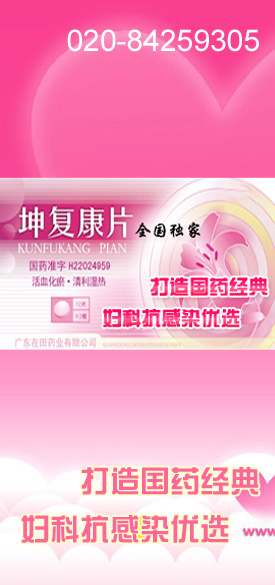 020-84259305
坤复康片 全国独家
KUNFUKANG PIAN
国药准字 H22024959
活血化瘀·清利湿热
打造国药经典
妇科抗感染优选
广东在田药业有限公司
打造国药经典
妇科抗感染优选
www.